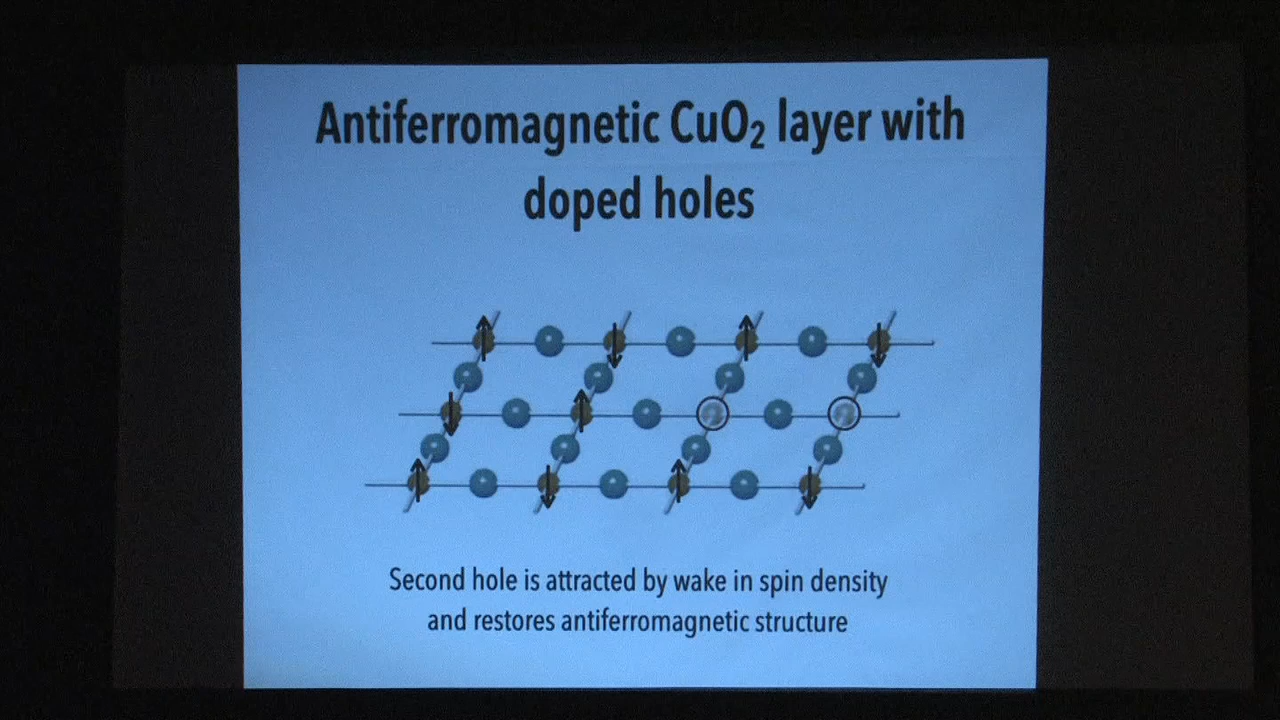 Antiferromagnetic CuO₂ layer with
doped holes
Second hole is attracted by wake in spin density
and restores antiferromagnetic structure